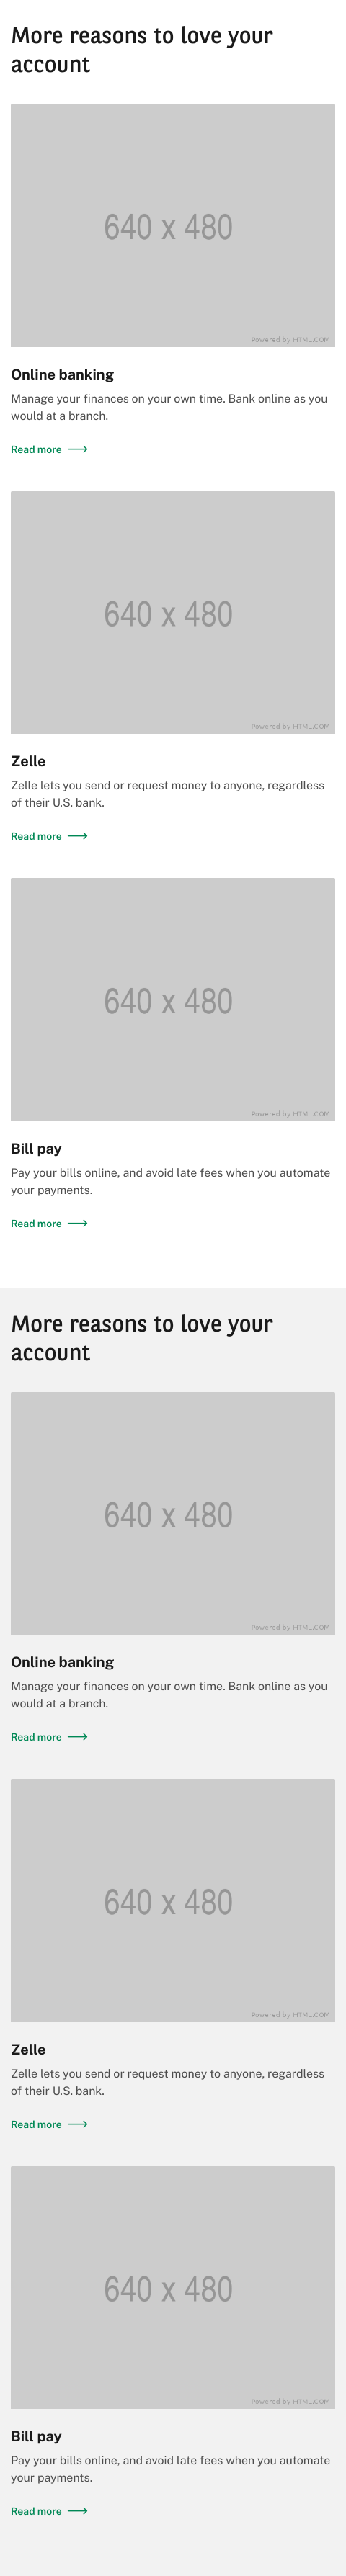 More reasons to love your
account
640 x 480
Powered by HTML.COM
Online banking
Manage your finances on your own time. Bank online as you
would at a branch.
Read more
640 x 480
Powered by HTML.COM
Zelle
Zelle lets you send or request money to anyone, regardless
of their U.S. bank.
Read more
640 x 480
Powered by HTML.COM
Bill pay
Pay your bills online, and avoid late fees when you automate
your payments.
Read more
More reasons to love your
account
640 x 480
Powered by HTML.COM
Online banking
Manage your finances on your own time. Bank online as you
would at a branch.
Read more
640 x 480
Powered by HTML.COM
Zelle
Zelle lets you send or request money to anyone, regardless
of their U.S. bank.
Read more
640 x 480
Powered by HTML.COM
Bill pay
Pay your bills online, and avoid late fees when you automate
your payments.
Read more